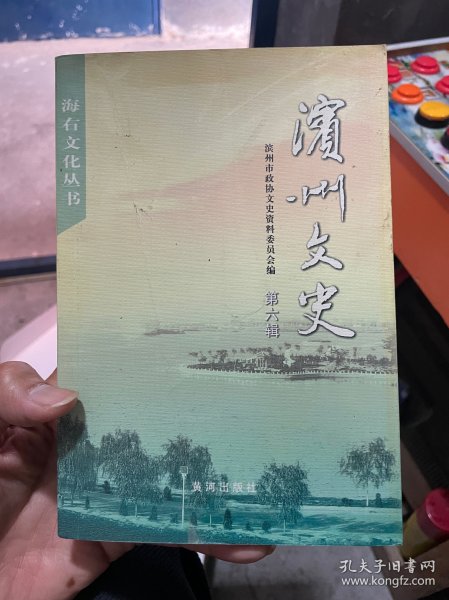 海右文化丛书
濱州文史
滨州市政协文史资料委员会编
第六辑
黄河出版社
孔夫子旧书网
www.kongfz.com